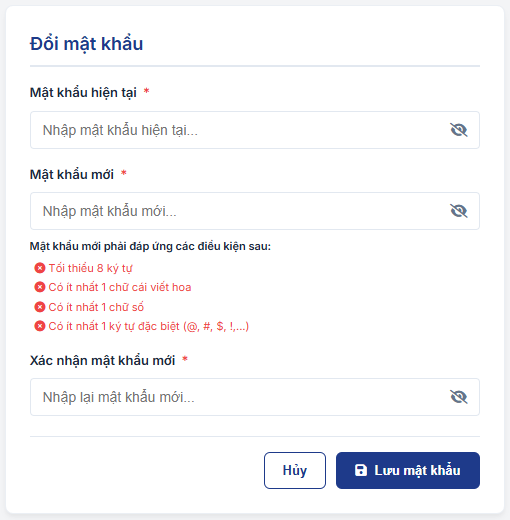 Đổi mật khẩu
Mật khẩu hiện tại *
Nhập mật khẩu hiện tại...
Mật khẩu mới *
Nhập mật khẩu mới...
Mật khẩu mới phải đáp ứng các điều kiện sau:
Tối thiểu 8 ký tự
Có ít nhất 1 chữ cái viết hoa
Có ít nhất 1 chữ số
Có ít nhất 1 ký tự đặc biệt (@, #, $, !,...)
Xác nhận mật khẩu mới *
Nhập lại mật khẩu mới...
Hủy
Lưu mật khẩu